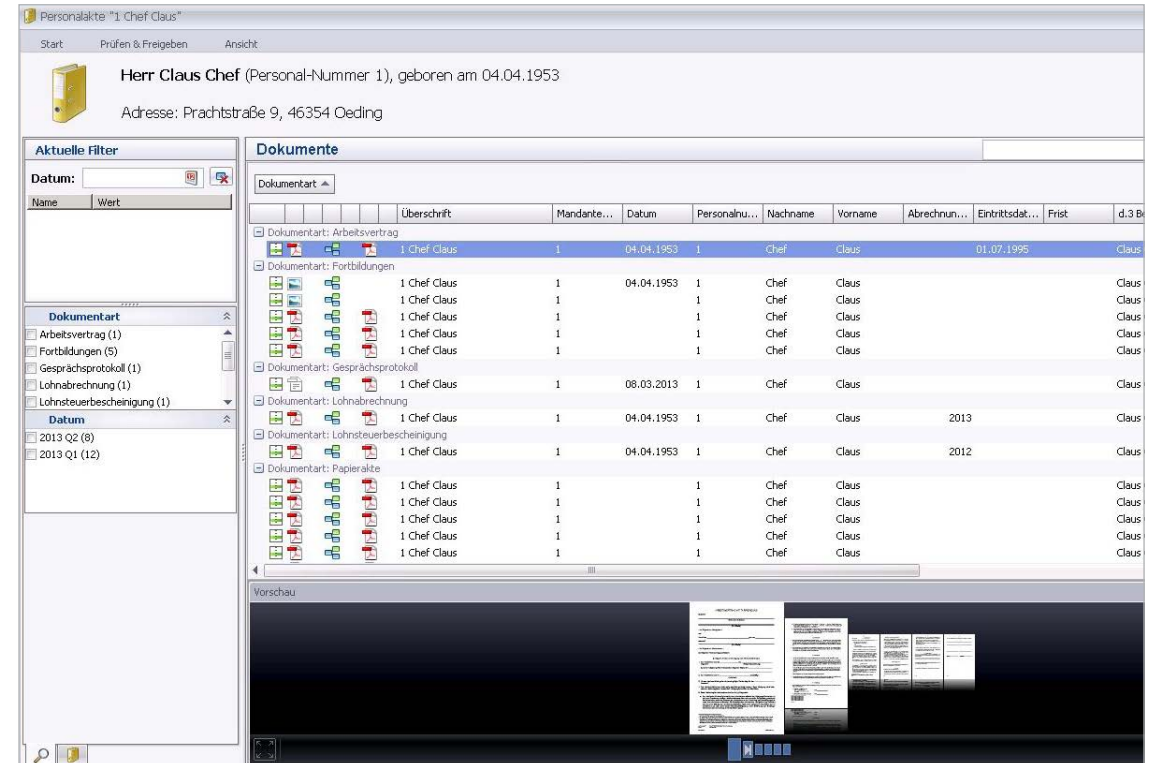 Personalakte "1 Chef Claus"
Start Prüfen & Freigeben Ansicht
Herr Claus Chef (Personal-Nummer 1), geboren am 04.04.1953
Adresse: Prachtstraße 9, 46354 Oeding
Aktuelle Filter
Datum:
Name Wert
Dokumentart
Arbeitsvertrag (1)
Fortbildungen (5)
Gesprächsprotokoll (1)
Lohnabrechnung (1)
Lohnsteuerbescheinigung (1)
Datum
2013 Q2 (8)
2013 Q1 (12)
Dokumente
Dokumentart
Überschrift Mandante... Datum Personalnu... Nachname Vorname Abrechnun... Eintrittsdat... Frist d.3 Be
Dokumentart: Arbeitsvertrag
1 Chef Claus 1 04.04.1953 1 Chef Claus 01.07.1995 Claus
Dokumentart: Fortbildungen
1 Chef Claus 1 04.04.1953 1 Chef Claus Claus
1 Chef Claus 1 1 Chef Claus Claus
1 Chef Claus 1 1 Chef Claus Claus
1 Chef Claus 1 1 Chef Claus Claus
1 Chef Claus 1 1 Chef Claus Claus
Dokumentart: Gesprächsprotokoll
1 Chef Claus 1 08.03.2013 1 Chef Claus Claus
Dokumentart: Lohnabrechnung
1 Chef Claus 1 04.04.1953 1 Chef Claus 2013 Claus
Dokumentart: Lohnsteuerbescheinigung
1 Chef Claus 1 04.04.1953 1 Chef Claus 2012 Claus
Dokumentart: Papierakte
1 Chef Claus 1 1 Chef Claus Claus
1 Chef Claus 1 1 Chef Claus Claus
1 Chef Claus 1 1 Chef Claus Claus
1 Chef Claus 1 1 Chef Claus Claus
1 Chef Claus 1 1 Chef Claus Claus
Vorschau